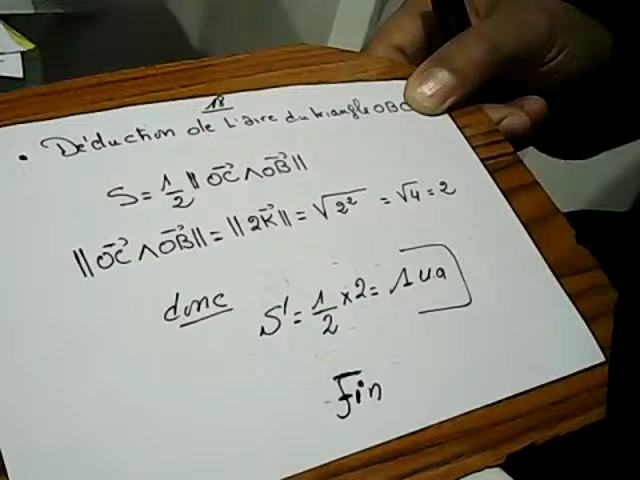 18
• Déduction de l'aire du triangle OBC
S = 1/2 ‖OC→ ∧ OB→‖
‖OC→ ∧ OB→‖ = ‖2K→‖ = √2² = √4 = 2
donc S' = 1/2 × 2 = 1 ua
Fin